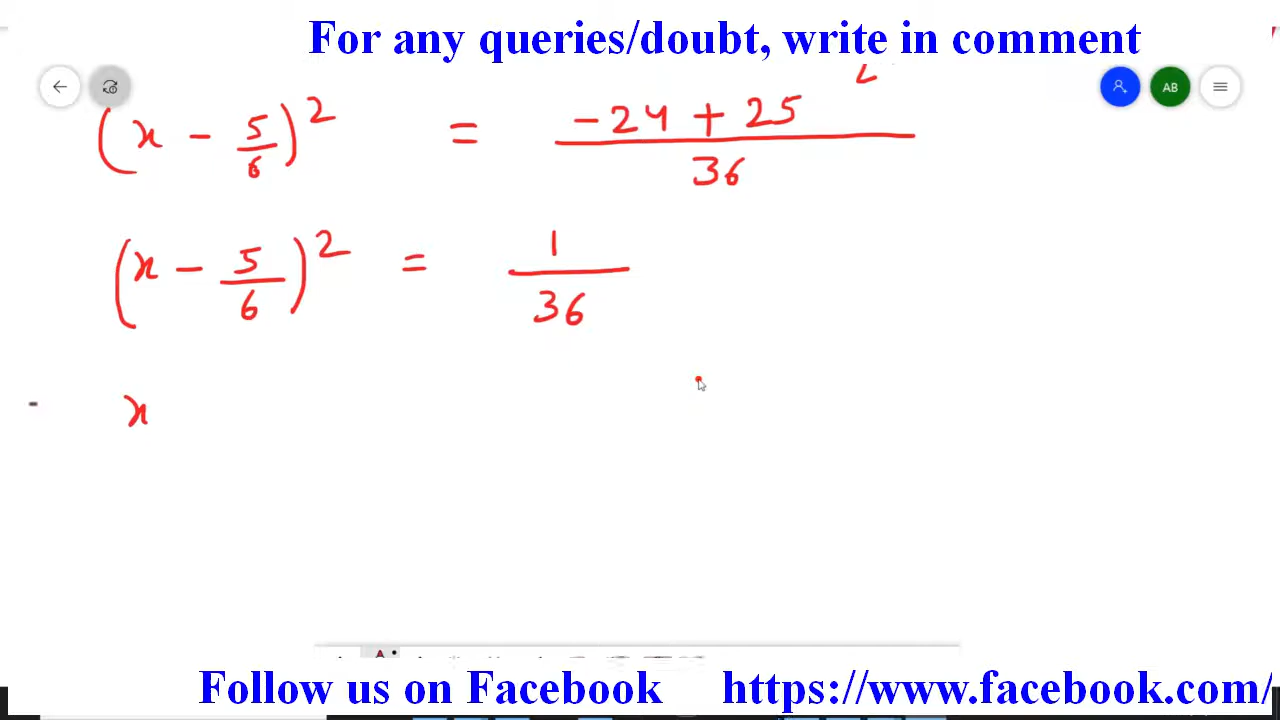 For any queries/doubt, write in comment
AB
(x - 5/6)^2 = (-24 + 25)/36
(x - 5/6)^2 = 1/36
x
Follow us on Facebook https://www.facebook.com/